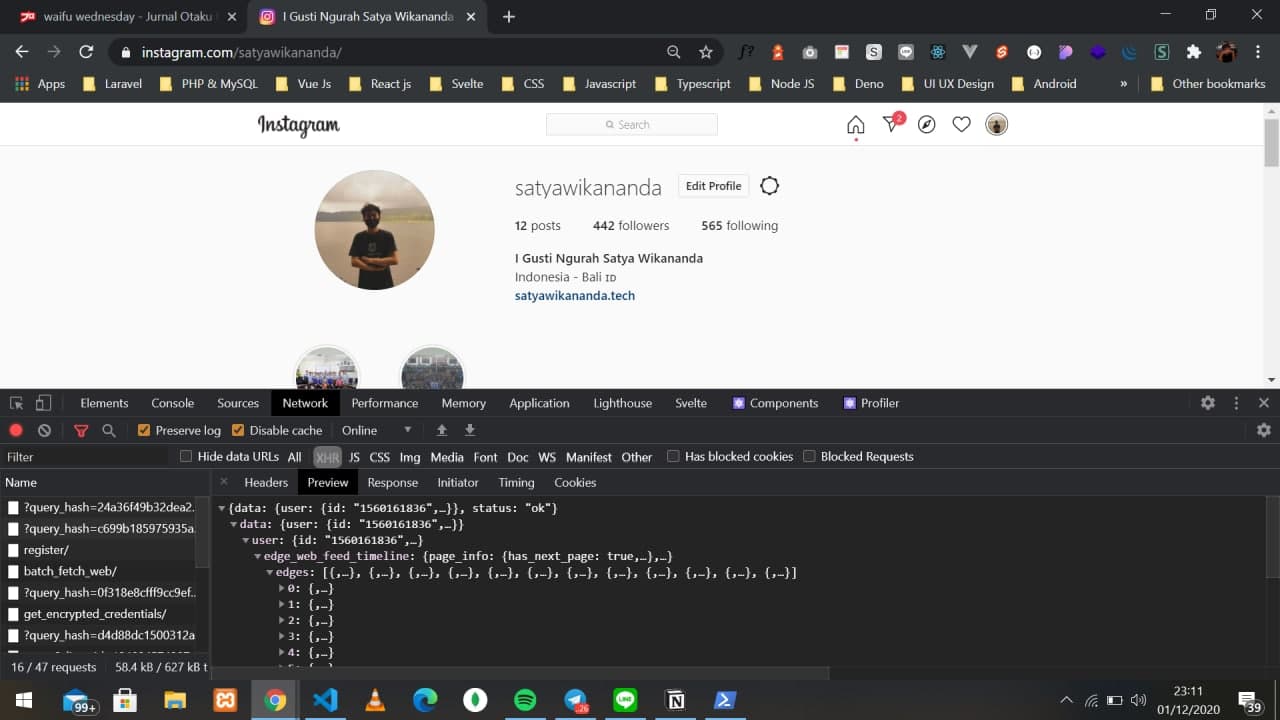 waifu wednesday - Jurnal Otaku
I Gusti Ngurah Satya Wikananda
instagram.com/satyawikananda/
Apps Laravel PHP & MySQL Vue Js React js Svelte CSS Javascript Typescript Node JS Deno UI UX Design Android » Other bookmarks
Instagram Search 2
satyawikananda Edit Profile
12 posts 442 followers 565 following
I Gusti Ngurah Satya Wikananda
Indonesia - Bali ID
satyawikananda.tech
Elements Console Sources Network Performance Memory Application Lighthouse Svelte Components Profiler
Preserve log Disable cache Online
Filter Hide data URLs All XHR JS CSS Img Media Font Doc WS Manifest Other Has blocked cookies Blocked Requests
Name Headers Preview Response Initiator Timing Cookies
?query_hash=24a36f49b32dea2...
?query_hash=c699b185975935a...
register/
batch_fetch_web/
?query_hash=0f318e8cfff9cc9ef...
get_encrypted_credentials/
?query_hash=d4d88dc1500312a
16 / 47 requests 58.4 kB / 627 kB t
{data: {user: {id: "1560161836",…}}, status: "ok"}
data: {user: {id: "1560161836",…}}
user: {id: "1560161836",…}
edge_web_feed_timeline: {page_info: {has_next_page: true,…},…}
edges: [{,…}, {,…}, {,…}, {,…}, {,…}, {,…}, {,…}, {,…}, {,…}, {,…}, {,…}, {,…}]
0: {,…}
1: {,…}
2: {,…}
3: {,…}
4: {,…}
99+ 26 23:11
01/12/2020 39